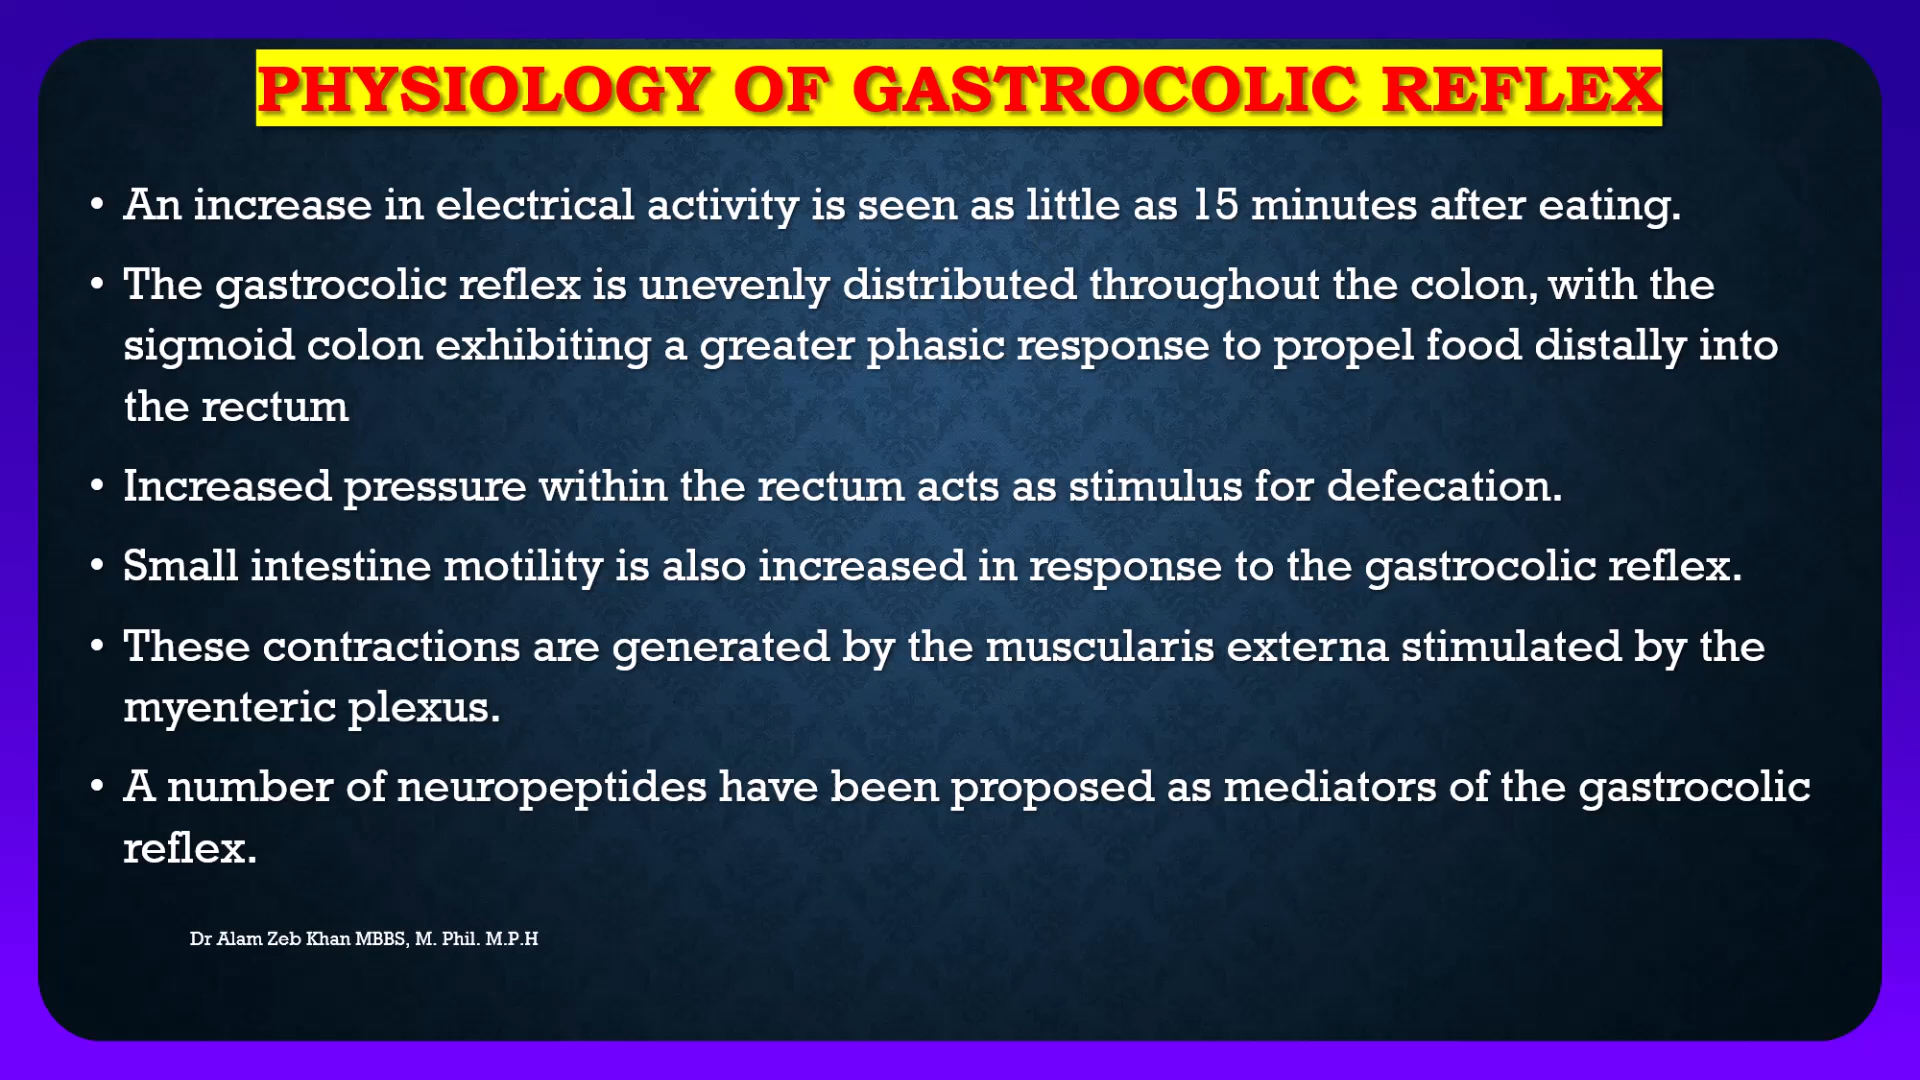 PHYSIOLOGY OF GASTROCOLIC REFLEX
• An increase in electrical activity is seen as little as 15 minutes after eating.
• The gastrocolic reflex is unevenly distributed throughout the colon, with the
sigmoid colon exhibiting a greater phasic response to propel food distally into
the rectum
• Increased pressure within the rectum acts as stimulus for defecation.
• Small intestine motility is also increased in response to the gastrocolic reflex.
• These contractions are generated by the muscularis externa stimulated by the
myenteric plexus.
• A number of neuropeptides have been proposed as mediators of the gastrocolic
reflex.
Dr Alam Zeb Khan MBBS, M. Phil. M.P.H